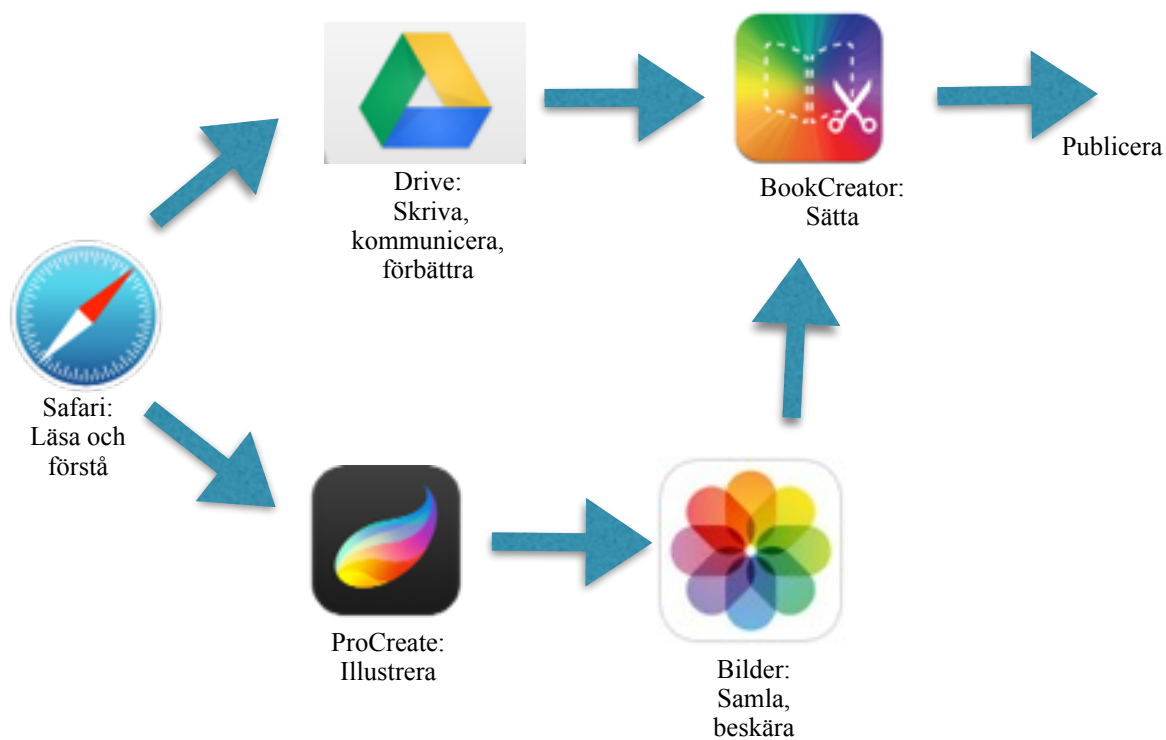 Drive:
Skriva,
kommunicera,
förbättra
BookCreator:
Sätta
Publicera
Safari:
Läsa och
förstå
ProCreate:
Illustrera
Bilder:
Samla,
beskära